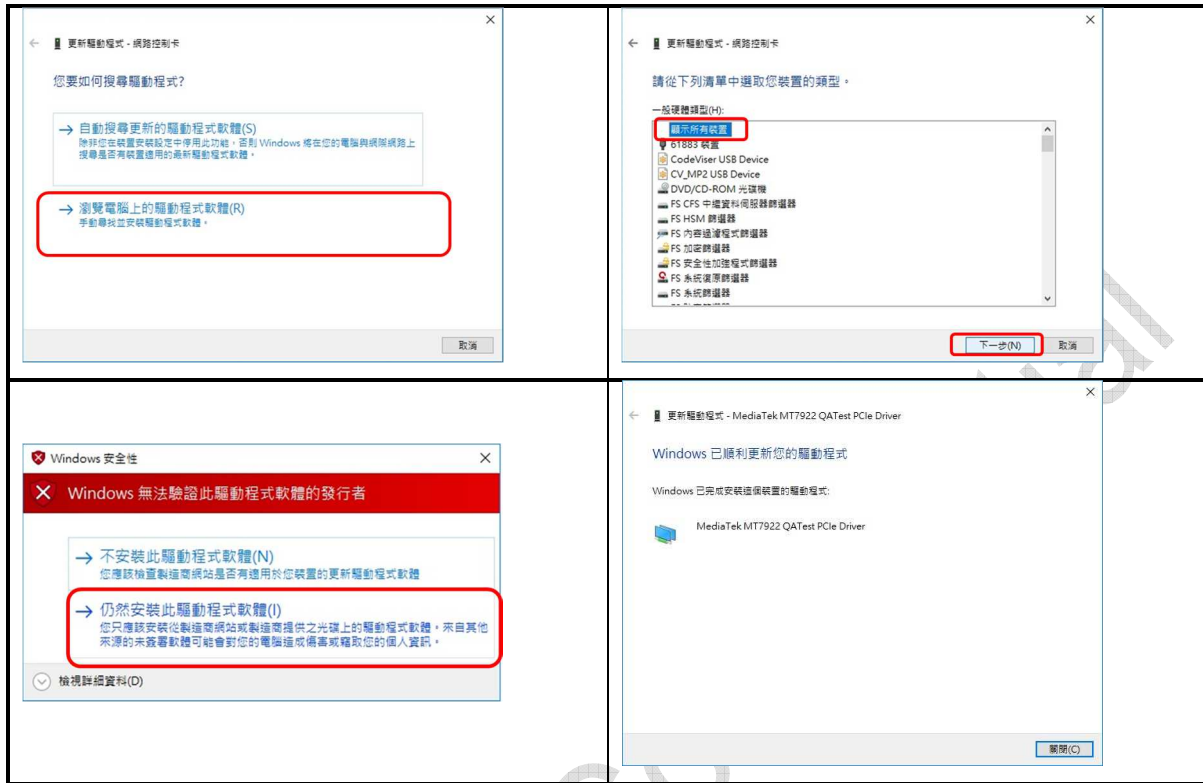 更新驅動程式 - 網路控制卡
您要如何搜尋驅動程式?
→ 自動搜尋更新的驅動程式軟體(S)
除非您在裝置安裝設定中停用此功能，否則 Windows 將在您的電腦與網際網路上
搜尋是否有裝置適用的最新驅動程式軟體。
→ 瀏覽電腦上的驅動程式軟體(R)
手動尋找並安裝驅動程式軟體。
取消
更新驅動程式 - 網路控制卡
請從下列清單中選取您裝置的類型。
一般硬體類型(H):
顯示所有裝置
61883 裝置
CodeViser USB Device
CV_MP2 USB Device
DVD/CD-ROM 光碟機
FS CFS 中繼資料伺服器篩選器
FS HSM 篩選器
FS 內容過濾程式篩選器
FS 加密篩選器
FS 安全性加強程式篩選器
FS 系統復原篩選器
FS 系統篩選器
下一步(N)
取消
Windows 安全性
Windows 無法驗證此驅動程式軟體的發行者
→ 不安裝此驅動程式軟體(N)
您應該檢查製造商網站是否有適用於您裝置的更新驅動程式軟體
→ 仍然安裝此驅動程式軟體(I)
您只應該安裝從製造商網站或製造商提供之光碟上的驅動程式軟體。來自其他
來源的未簽署軟體可能會對您的電腦造成傷害或竊取您的個人資訊。
檢視詳細資料(D)
更新驅動程式 - MediaTek MT7922 QATest PCIe Driver
Windows 已順利更新您的驅動程式
Windows 已完成安裝這個裝置的驅動程式:
MediaTek MT7922 QATest PCIe Driver
關閉(C)